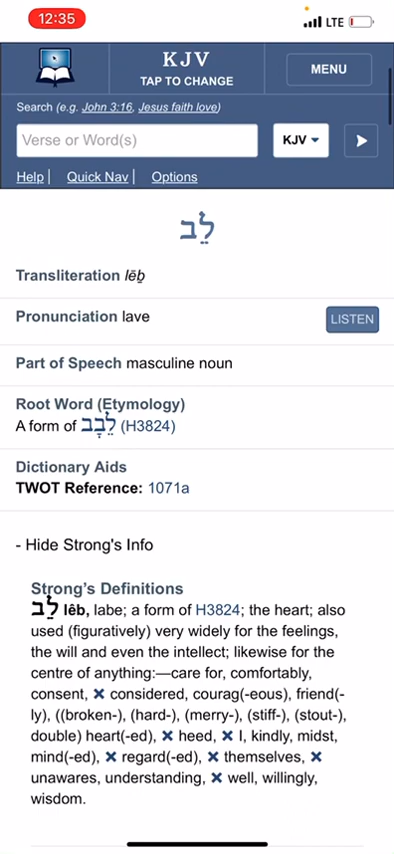 12:35
LTE
KJV
TAP TO CHANGE
MENU
Search (e.g. John 3:16, Jesus faith love)
Verse or Word(s)
KJV
Help| Quick Nav| Options
לֵב
Transliteration lēḇ
Pronunciation lave
LISTEN
Part of Speech masculine noun
Root Word (Etymology)
A form of לֵבָב (H3824)
Dictionary Aids
TWOT Reference: 1071a
- Hide Strong's Info
Strong’s Definitions
לֵב lêb, labe; a form of H3824; the heart; also
used (figuratively) very widely for the feelings,
the will and even the intellect; likewise for the
centre of anything:—care for, comfortably,
consent, × considered, courag(-eous), friend(-
ly), ((broken-), (hard-), (merry-), (stiff-), (stout-),
double) heart(-ed), × heed, × I, kindly, midst,
mind(-ed), × regard(-ed), × themselves, ×
unawares, understanding, × well, willingly,
wisdom.